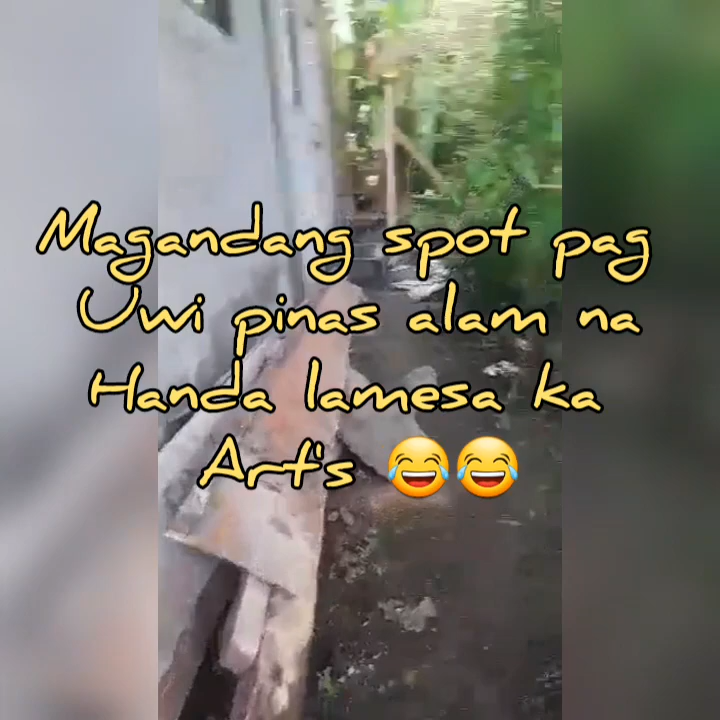 Magandang spot pag
Uwi pinas alam na
Handa lamesa ka
Art's 😂😂